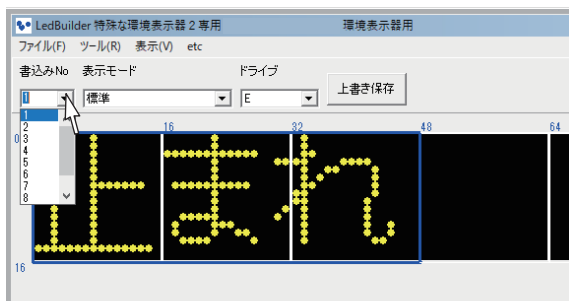 LedBuilder 特殊な環境表示器 2 専用 環境表示器用
ファイル(F) ツール(R) 表示(V) etc
書込みNo 表示モード ドライブ
1 標準 E 上書き保存
1
2
3
4
5
6
7
8
0 16 32 48 64
止まれ
16